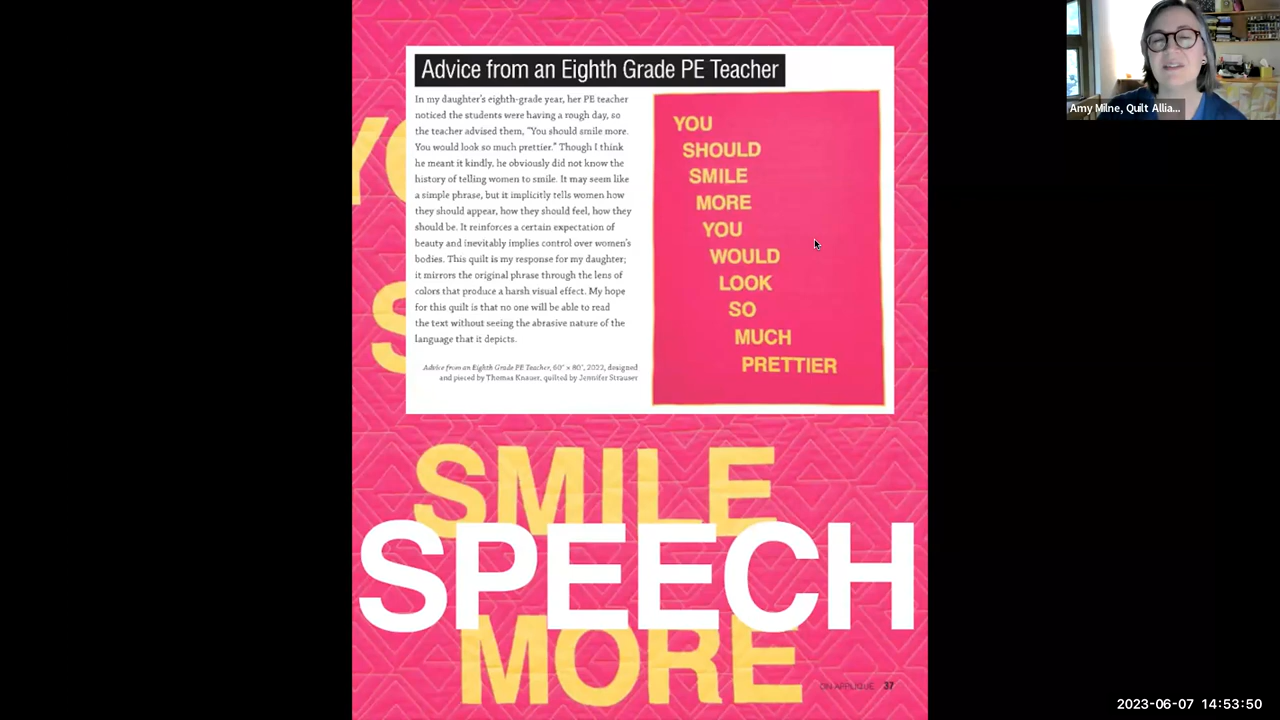 Advice from an Eighth Grade PE Teacher
In my daughter's eighth-grade year, her PE teacher
noticed the students were having a rough day, so
the teacher advised them, "You should smile more.
You would look so much prettier." Though I think
he meant it kindly, he obviously did not know the
history of telling women to smile. It may seem like
a simple phrase, but it implicitly tells women how
they should appear, how they should feel, how they
should be. It reinforces a certain expectation of
beauty and inevitably implies control over women's
bodies. This quilt is my response for my daughter;
it mirrors the original phrase through the lens of
colors that produce a harsh visual effect. My hope
for this quilt is that no one will be able to read
the text without seeing the abrasive nature of the
language that it depicts.
Advice from an Eighth Grade PE Teacher, 60" × 80", 2022, designed
and pieced by Thomas Knauer, quilted by Jennifer Strauser
YOU
SHOULD
SMILE
MORE
YOU
WOULD
LOOK
SO
MUCH
PRETTIER
YO
S
SMILE
SPEECH
MORE
ON APPLIQUÉ 37
Amy Milne, Quilt Allia...
2023-06-07 14:53:50